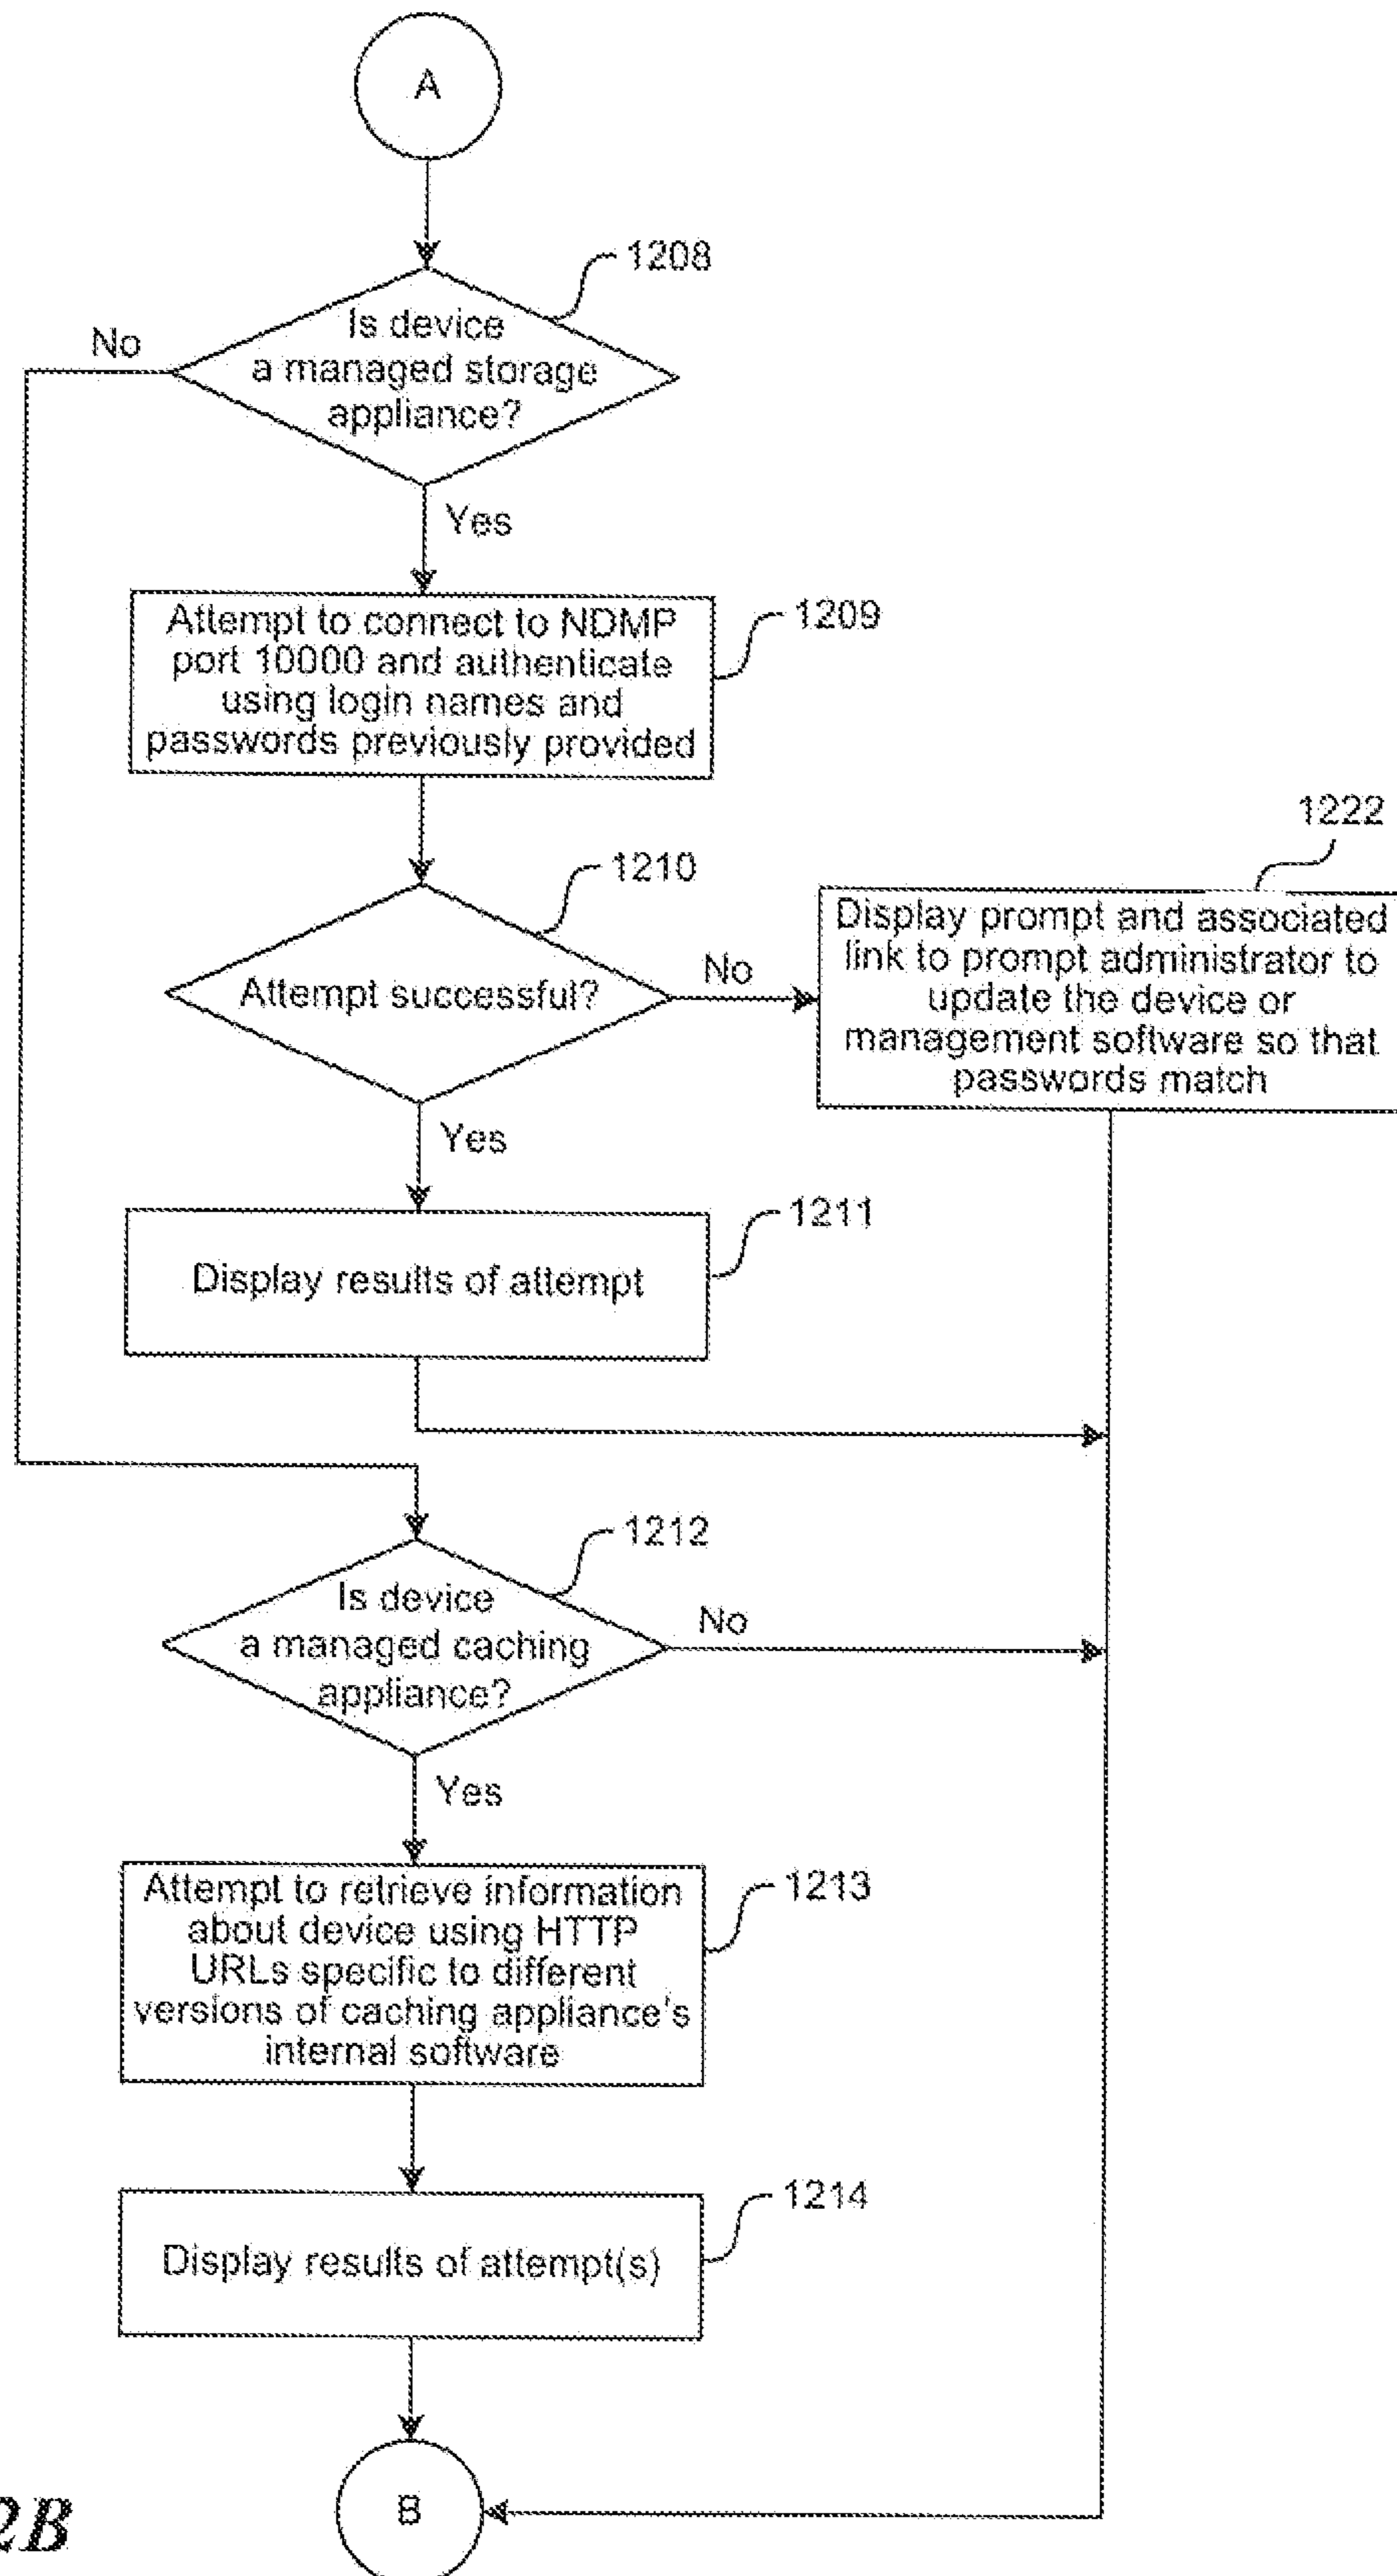 A
1208
No
Is device
a managed storage
appliance?
Yes
1209
Attempt to connect to NDMP
port 10000 and authenticate
using login names and
passwords previously provided
1222
1210
Display prompt and associated
link to prompt administrator to
update the device or
management software so that
passwords match
Attempt successful?
No
Yes
1211
Display results of attempt
1212
Is device
a managed caching
appliance?
No
Yes
1213
Attempt to retrieve information
about device using HTTP
URLs specific to different
versions of caching appliance's
internal software
1214
Display results of attempt(s)
B
2B